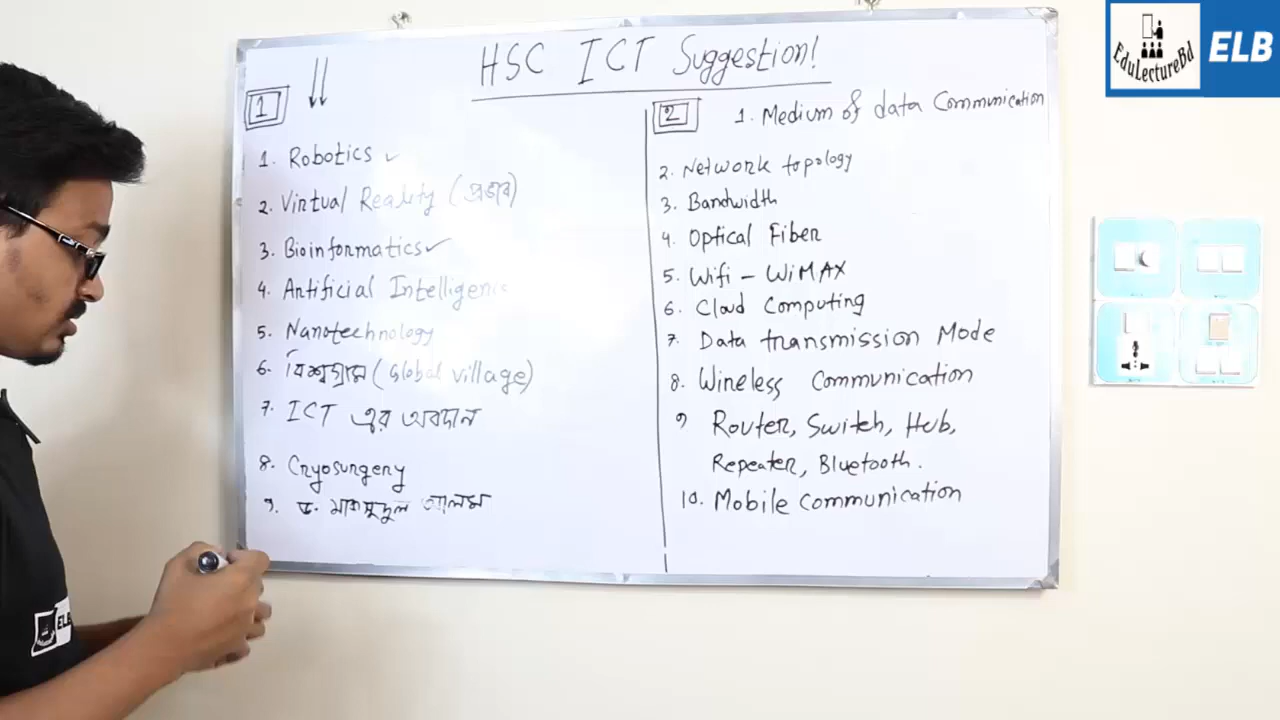 HSC ICT Suggestion!
1
1. Robotics ✓
2. Virtual Reality (প্রভাব)
3. Bioinformatics ✓
4. Artificial Intelligence
5. Nanotechnology
6. বিশ্বগ্রাম (Global village)
7. ICT এর অবদান
8. Cryosurgery
9. ড. মাকসুদুল আলম
2
1. Medium of data Communication
2. Network topology
3. Bandwidth
4. Optical Fiber
5. Wifi - WiMAX
6. Cloud Computing
7. Data transmission Mode
8. Wireless Communication
9 Router, Switch, Hub,
Repeater, Bluetooth.
10. Mobile communication
EduLectureBd
ELB
ELB